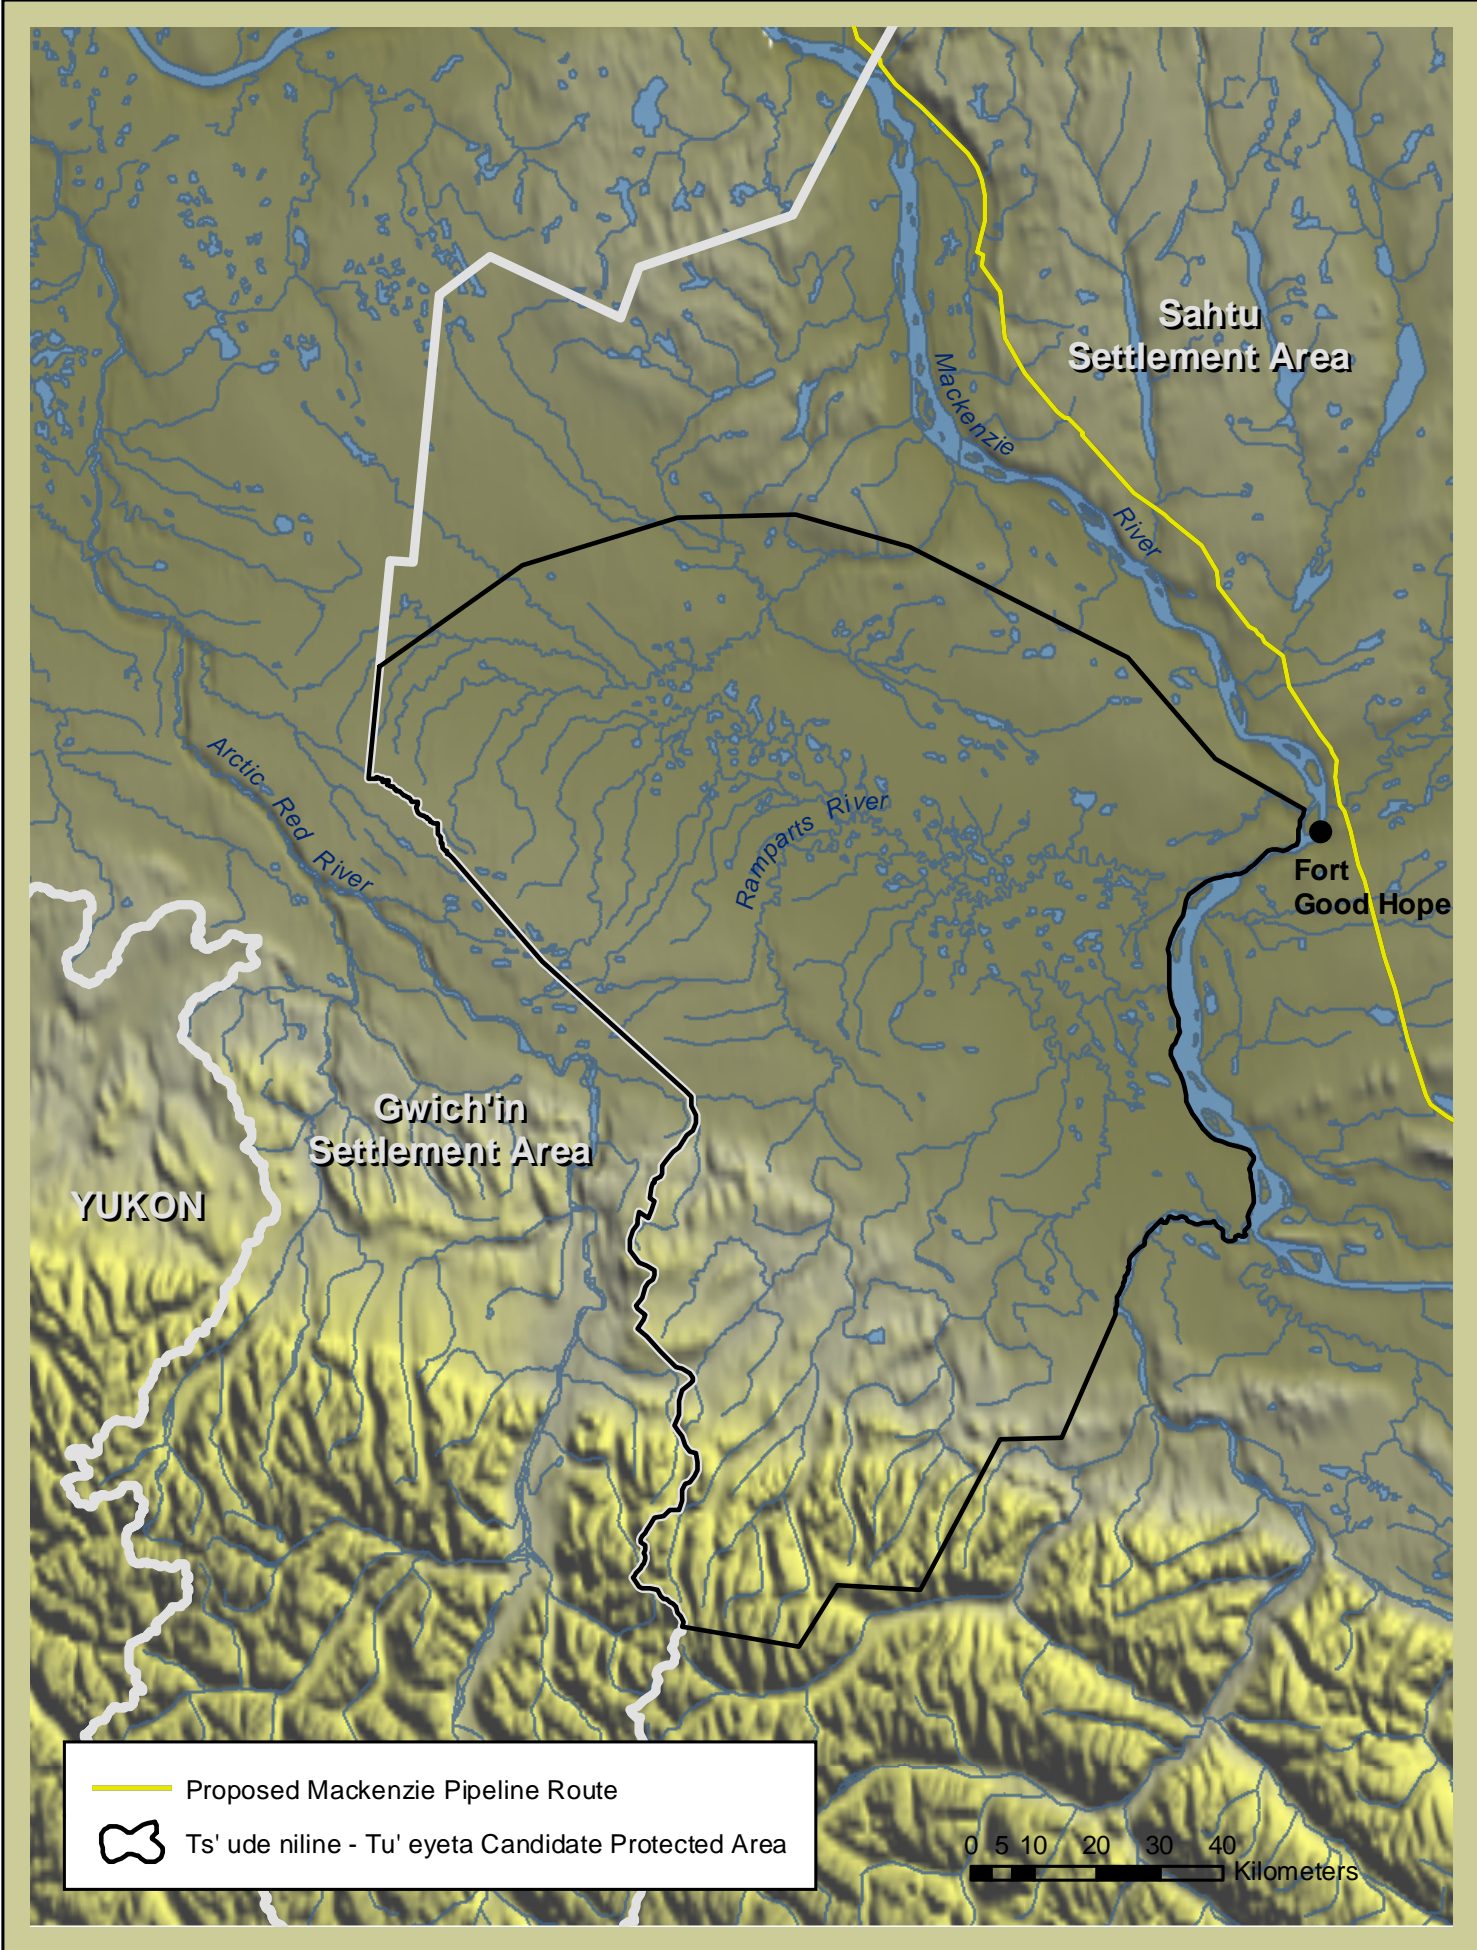 Sahtu
Settlement Area
Mackenzie
River
Arctic Red River
Ramparts River
Fort
Good Hope
Gwich'in
Settlement Area
YUKON
Proposed Mackenzie Pipeline Route
Ts' ude niline - Tu' eyeta Candidate Protected Area
0 5 10 20 30 40
Kilometers